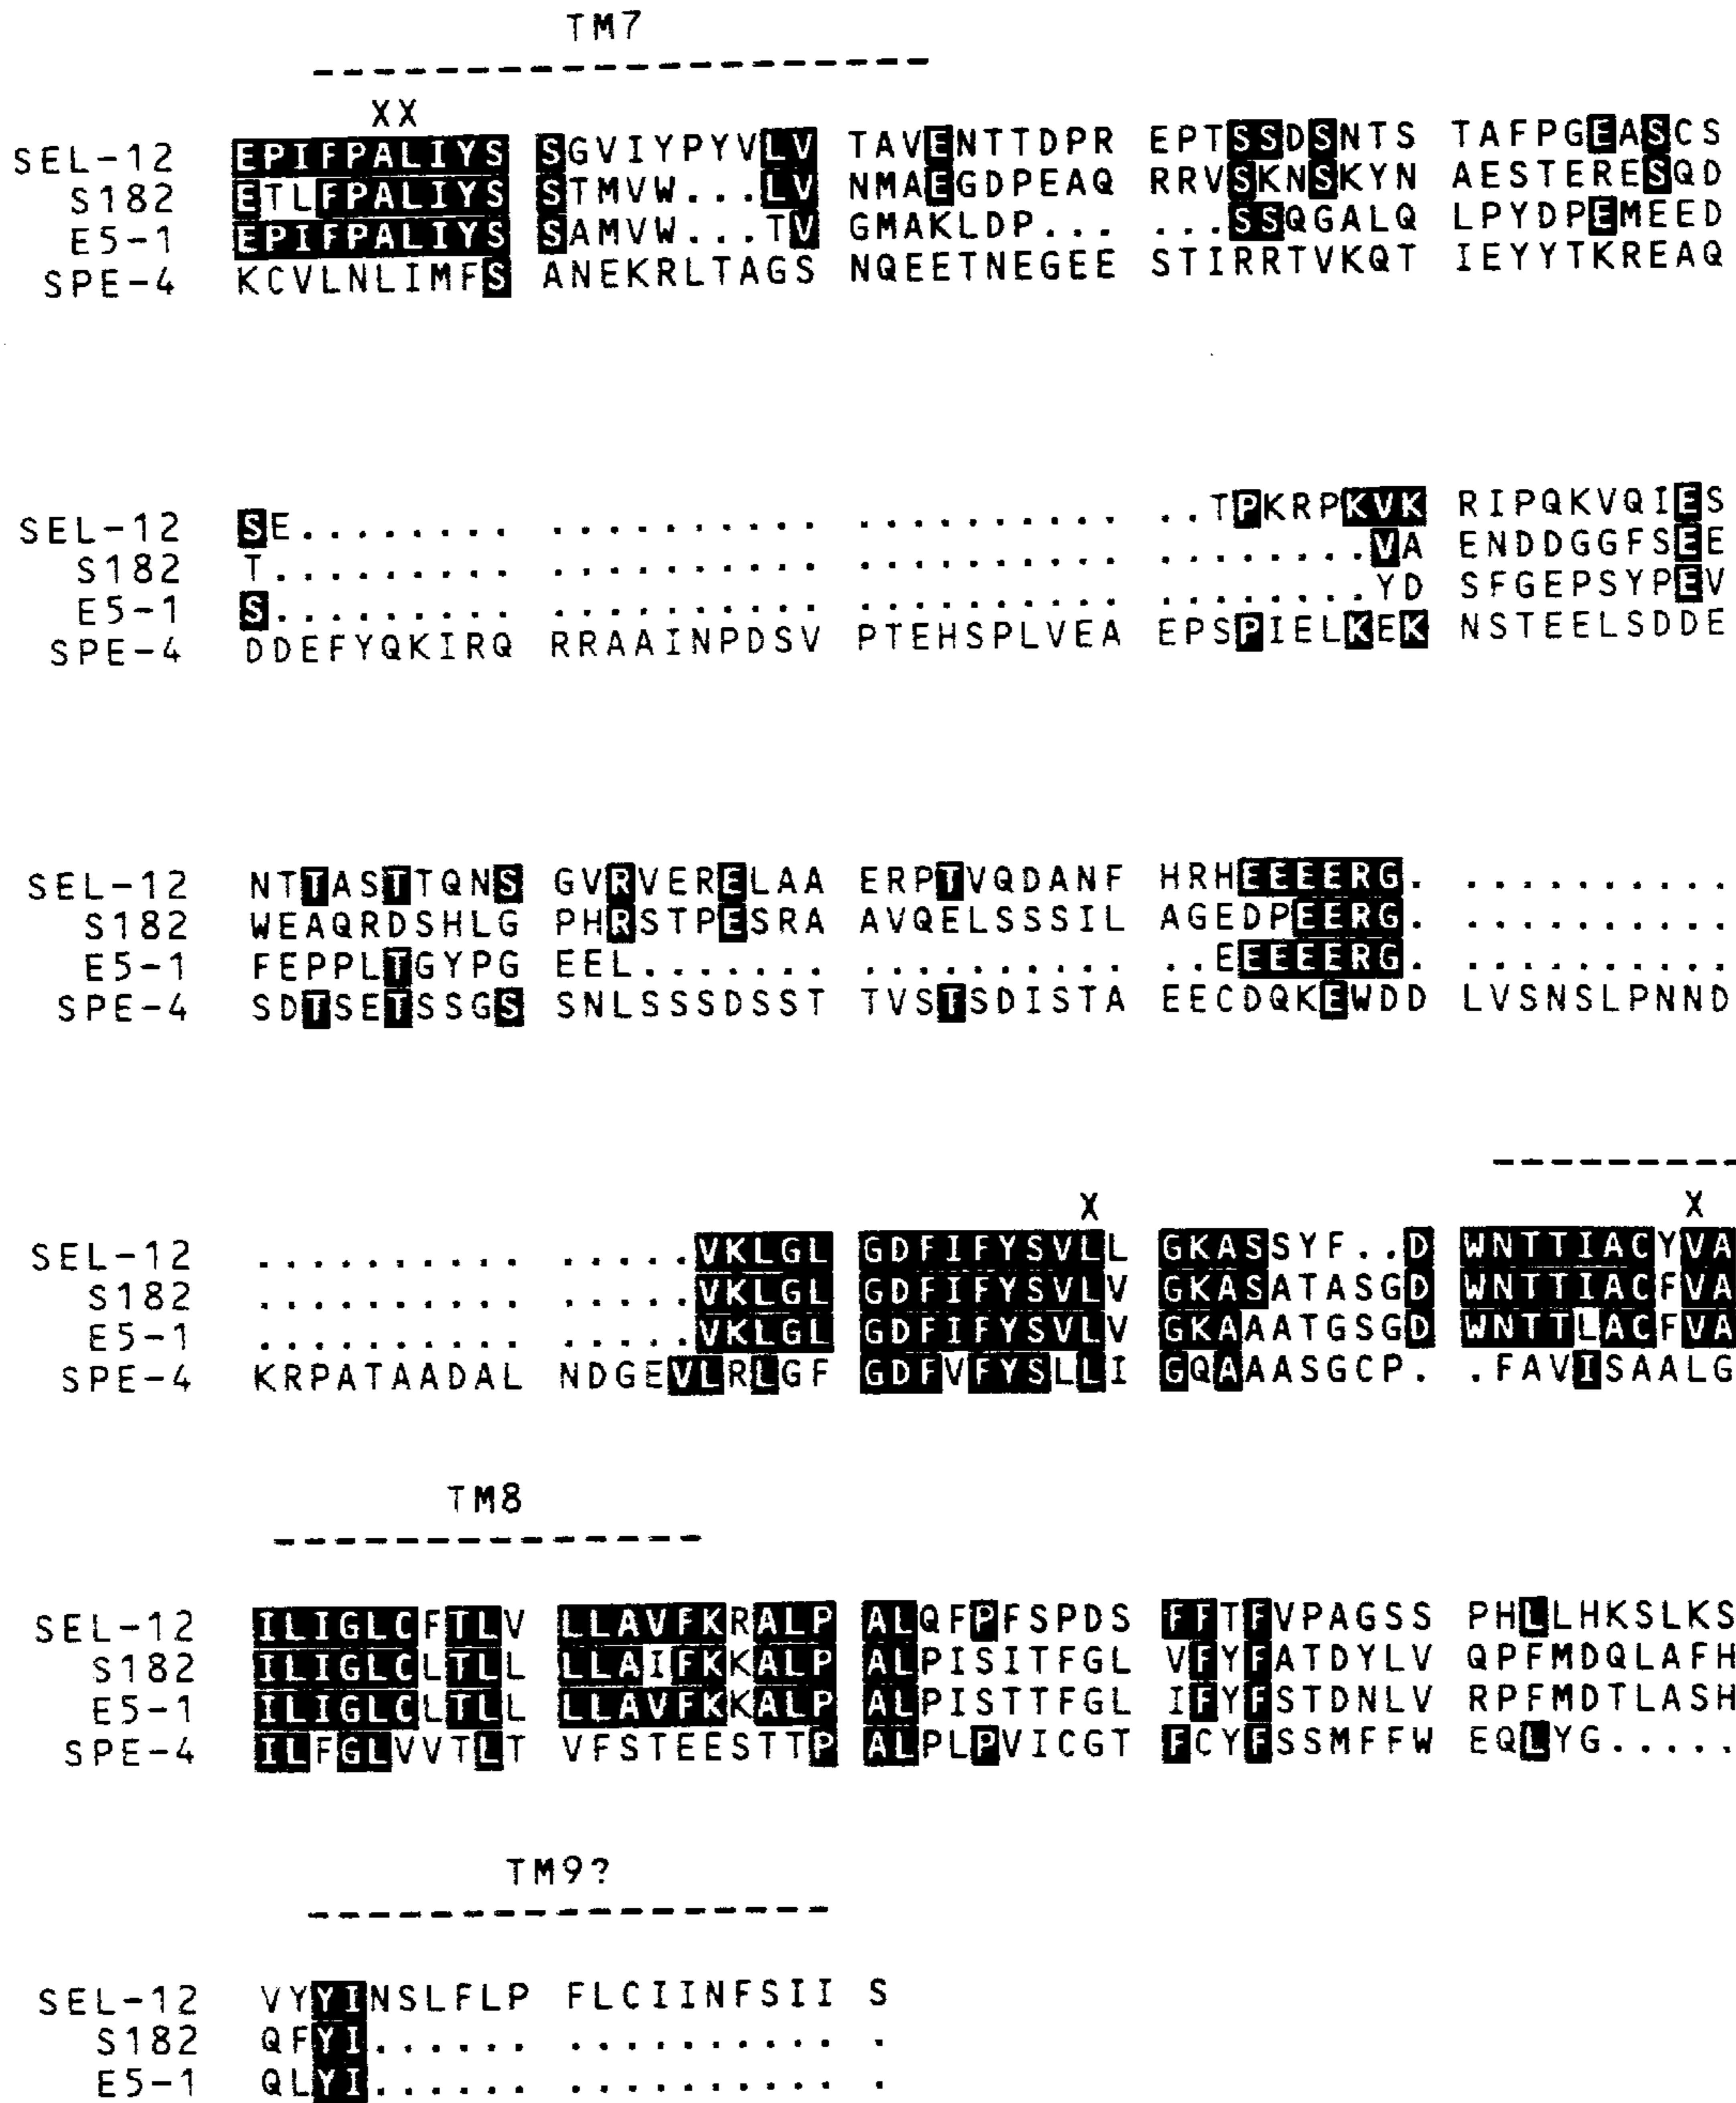 TM7
--------------------
XX
SEL-12 EPIFPALIYS SGVIYPYVLV TAVENTTDPR EPTSSDSNTS TAFPGEASCS
S182 ETLFPALIYS STMVW...LV NMAEGDPEAQ RRVSKNSKYN AESTERESQD
E5-1 EPIFPALIYS SAMVW...TV GMAKLDP... ...SSQGALQ LPYDPEMEED
SPE-4 KCVLNLIMFS ANEKRLTAGS NQEETNEGEE STIRRTVKQT IEYYTKREAQ
SEL-12 SE........ .......... .......... ..TPKRPKVK RIPQKVQIES
S182 T......... .......... .......... ........VA ENDDGGFSEE
E5-1 S......... .......... .......... ........YD SFGEPSYPEV
SPE-4 DDEFYQKIRQ RRAAINPDSV PTEHSPLVEA EPSPIELKEK NSTEELSDDE
SEL-12 NTTASTTQNS GVRVERELAA ERPTVQDANF HRHEEEERG. ..........
S182 WEAQRDSHLG PHRSTPESRA AVQELSSSIL AGEDPEERG. ..........
E5-1 FEPPLTGYPG EEL....... .......... ..EEEEERG. ..........
SPE-4 SDTSETSSGS SNLSSSDSST TVSTSDISTA EECDQKEWDD LVSNSLPNND
---------
X X
SEL-12 .......... .....VKLGL GDFIFYSVLL GKASSYF..D WNTTIACYVA
S182 .......... .....VKLGL GDFIFYSVLV GKASATASGD WNTTIACFVA
E5-1 .......... .....VKLGL GDFIFYSVLV GKAAATGSGD WNTTLACFVA
SPE-4 KRPATAADAL NDGEVLRLGF GDFVFYSLLI GQAAASGCP. .FAVISAALG
TM8
--------------
SEL-12 ILIGLCFTLV LLAVFKRALP ALQFPFSPDS FFTFVPAGSS PHLLHKSLKS
S182 ILIGLCLTLL LLAIFKKALP ALPISITFGL VFYFATDYLV QPFMDQLAFH
E5-1 ILIGLCLTLL LLAVFKKALP ALPISTTFGL IFYFSTDNLV RPFMDTLASH
SPE-4 ILFGLVVTLT VFSTEESTTP ALPLPVICGT FCYFSSMFFW EQLYG.....
TM9?
-----------------
SEL-12 VYYINSLFLP FLCIINFSII S
S182 QFYI...... .......... .
E5-1 QLYI...... .......... .